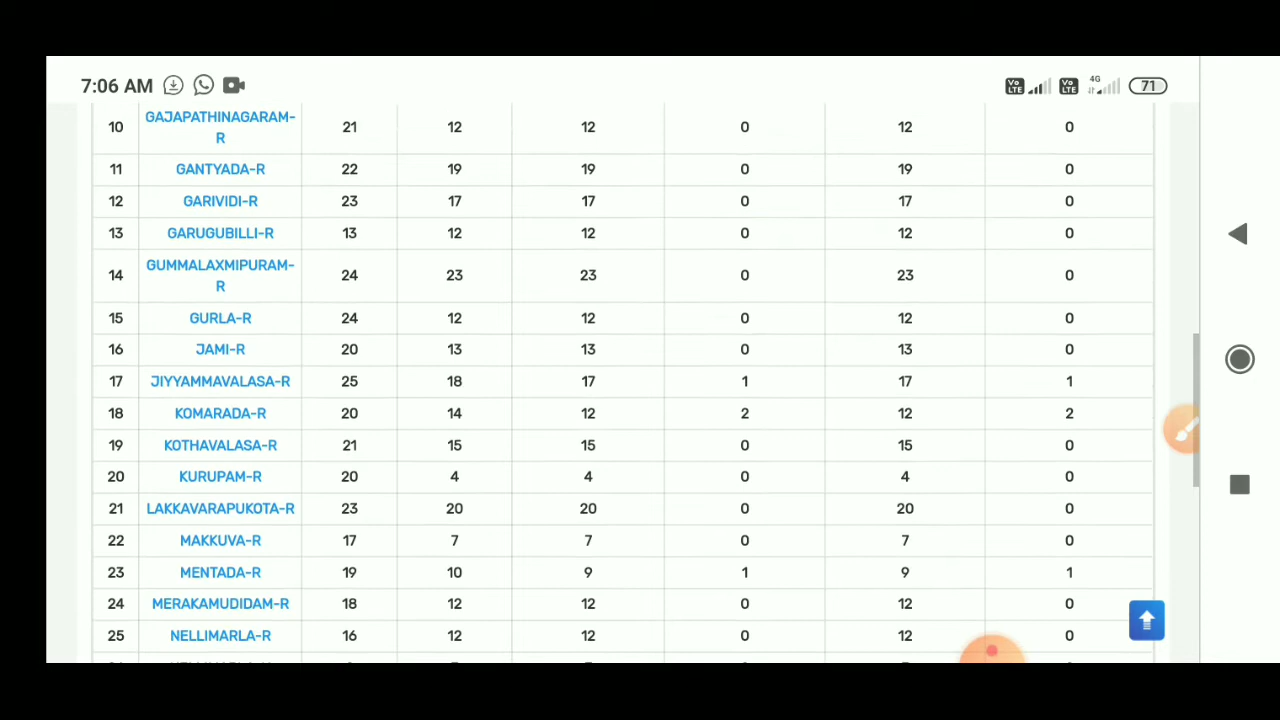 7:06 AM Vo LTE Vo LTE 4G 71
10 GAJAPATHINAGARAM-R 21 12 12 0 12 0
11 GANTYADA-R 22 19 19 0 19 0
12 GARIVIDI-R 23 17 17 0 17 0
13 GARUGUBILLI-R 13 12 12 0 12 0
14 GUMMALAXMIPURAM-R 24 23 23 0 23 0
15 GURLA-R 24 12 12 0 12 0
16 JAMI-R 20 13 13 0 13 0
17 JIYYAMMAVALASA-R 25 18 17 1 17 1
18 KOMARADA-R 20 14 12 2 12 2
19 KOTHAVALASA-R 21 15 15 0 15 0
20 KURUPAM-R 20 4 4 0 4 0
21 LAKKAVARAPUKOTA-R 23 20 20 0 20 0
22 MAKKUVA-R 17 7 7 0 7 0
23 MENTADA-R 19 10 9 1 9 1
24 MERAKAMUDIDAM-R 18 12 12 0 12 0
25 NELLIMARLA-R 16 12 12 0 12 0